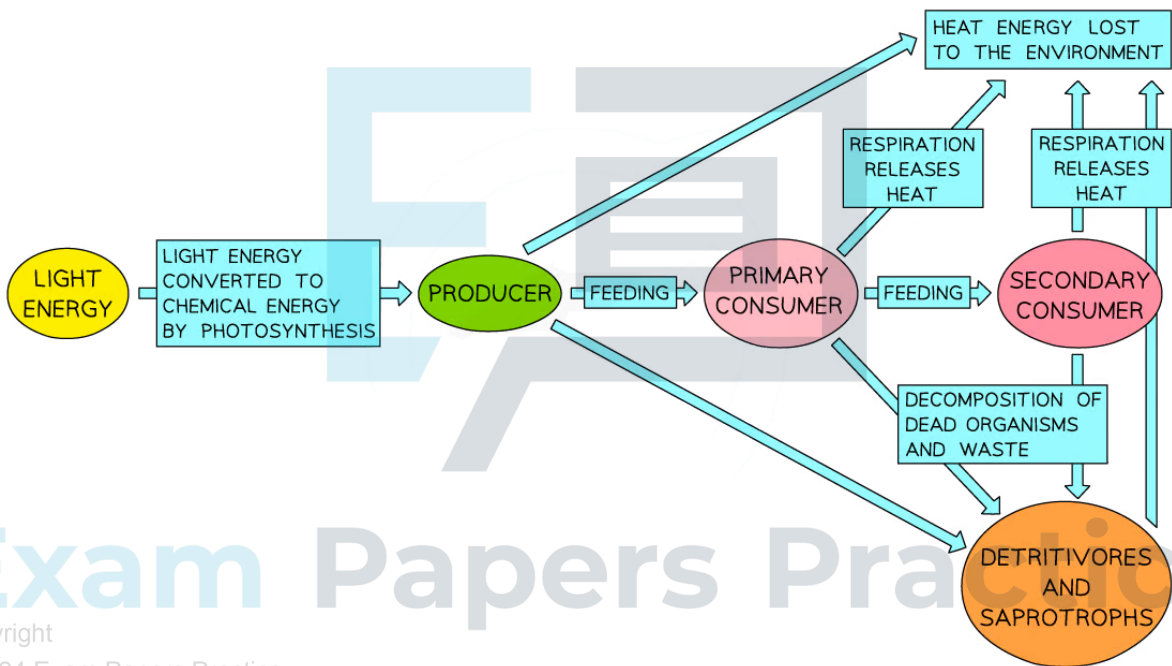 HEAT ENERGY LOST
TO THE ENVIRONMENT
RESPIRATION
RELEASES
HEAT
RESPIRATION
RELEASES
HEAT
LIGHT
ENERGY
LIGHT ENERGY
CONVERTED TO
CHEMICAL ENERGY
BY PHOTOSYNTHESIS
PRODUCER
FEEDING
PRIMARY
CONSUMER
FEEDING
SECONDARY
CONSUMER
DECOMPOSITION OF
DEAD ORGANISMS
AND WASTE
DETRITIVORES
AND
SAPROTROPHS
Exam Papers Practic
yright